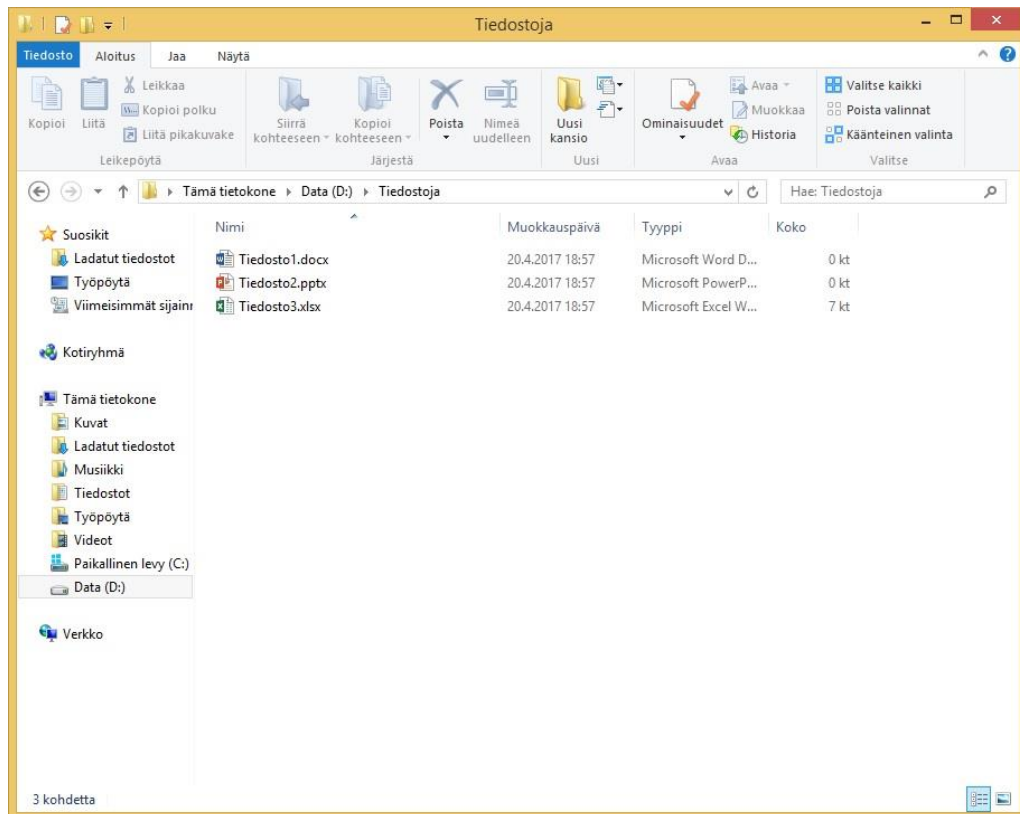 Tiedostoja
Tiedosto Aloitus Jaa Näytä
Kopioi
Liitä
Leikkaa
Kopioi polku
Liitä pikakuvake
Leikepöytä
Siirrä kohteeseen
Kopioi kohteeseen
Poista
Nimeä uudelleen
Järjestä
Uusi kansio
Uusi
Ominaisuudet
Avaa
Muokkaa
Historia
Avaa
Valitse kaikki
Poista valinnat
Käänteinen valinta
Valitse
Tämä tietokone Data (D:) Tiedostoja
Hae: Tiedostoja
Suosikit
Ladatut tiedostot
Työpöytä
Viimeisimmät sijainr
Kotiryhmä
Tämä tietokone
Kuvat
Ladatut tiedostot
Musiikki
Tiedostot
Työpöytä
Videot
Paikallinen levy (C:)
Data (D:)
Verkko
Nimi Muokkauspäivä Tyyppi Koko
Tiedosto1.docx 20.4.2017 18:57 Microsoft Word D... 0 kt
Tiedosto2.pptx 20.4.2017 18:57 Microsoft PowerP... 0 kt
Tiedosto3.xlsx 20.4.2017 18:57 Microsoft Excel W... 7 kt
3 kohdetta